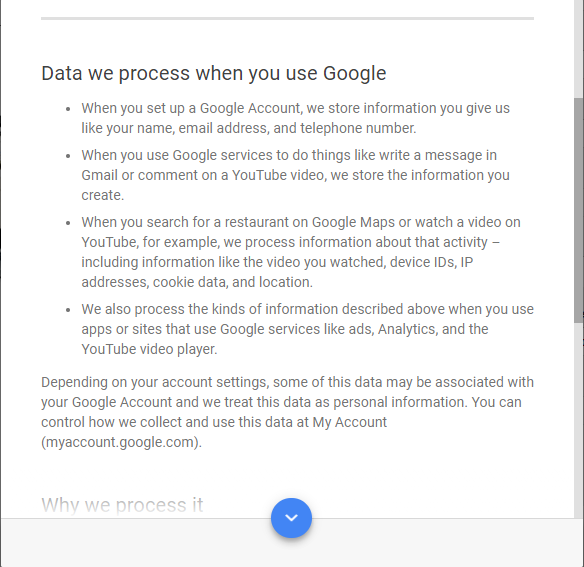 Data we process when you use Google
• When you set up a Google Account, we store information you give us
like your name, email address, and telephone number.
• When you use Google services to do things like write a message in
Gmail or comment on a YouTube video, we store the information you
create.
• When you search for a restaurant on Google Maps or watch a video on
YouTube, for example, we process information about that activity –
including information like the video you watched, device IDs, IP
addresses, cookie data, and location.
• We also process the kinds of information described above when you use
apps or sites that use Google services like ads, Analytics, and the
YouTube video player.
Depending on your account settings, some of this data may be associated with
your Google Account and we treat this data as personal information. You can
control how we collect and use this data at My Account
(myaccount.google.com).
Why we process it